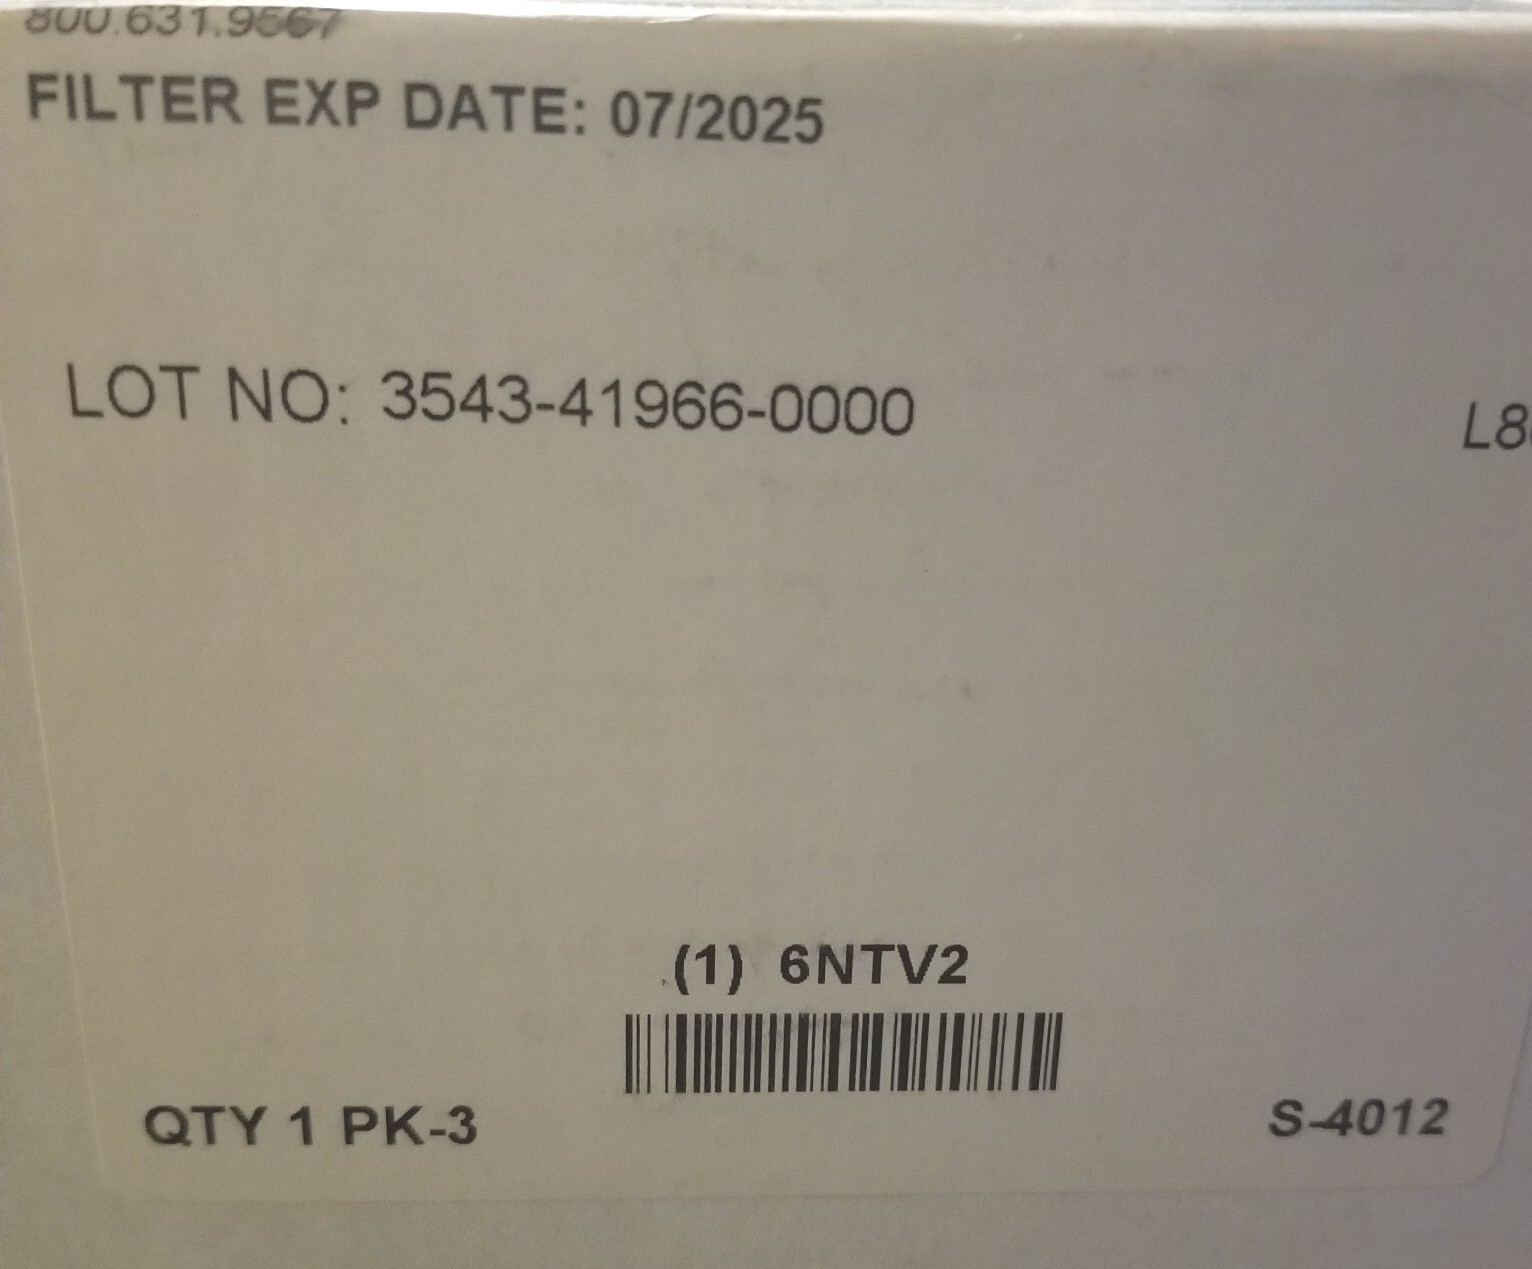 800.631.9567
FILTER EXP DATE: 07/2025
LOT NO: 3543-41966-0000
L8
(1) 6NTV2
QTY 1 PK-3
S-4012